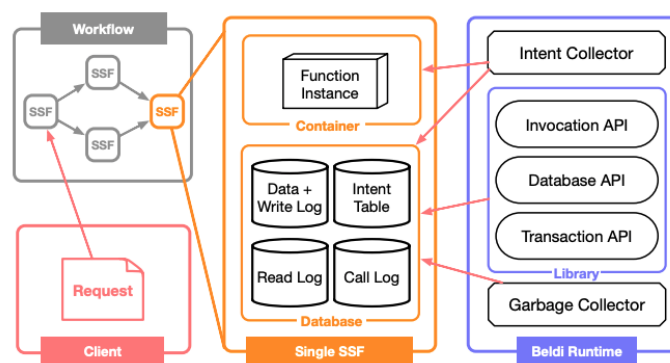 Workflow
SSF
SSF
SSF
SSF
Request
Client
Function
Instance
Container
Data +
Write Log
Intent
Table
Read Log
Call Log
Database
Single SSF
Intent Collector
Invocation API
Database API
Transaction API
Library
Garbage Collector
Beldi Runtime